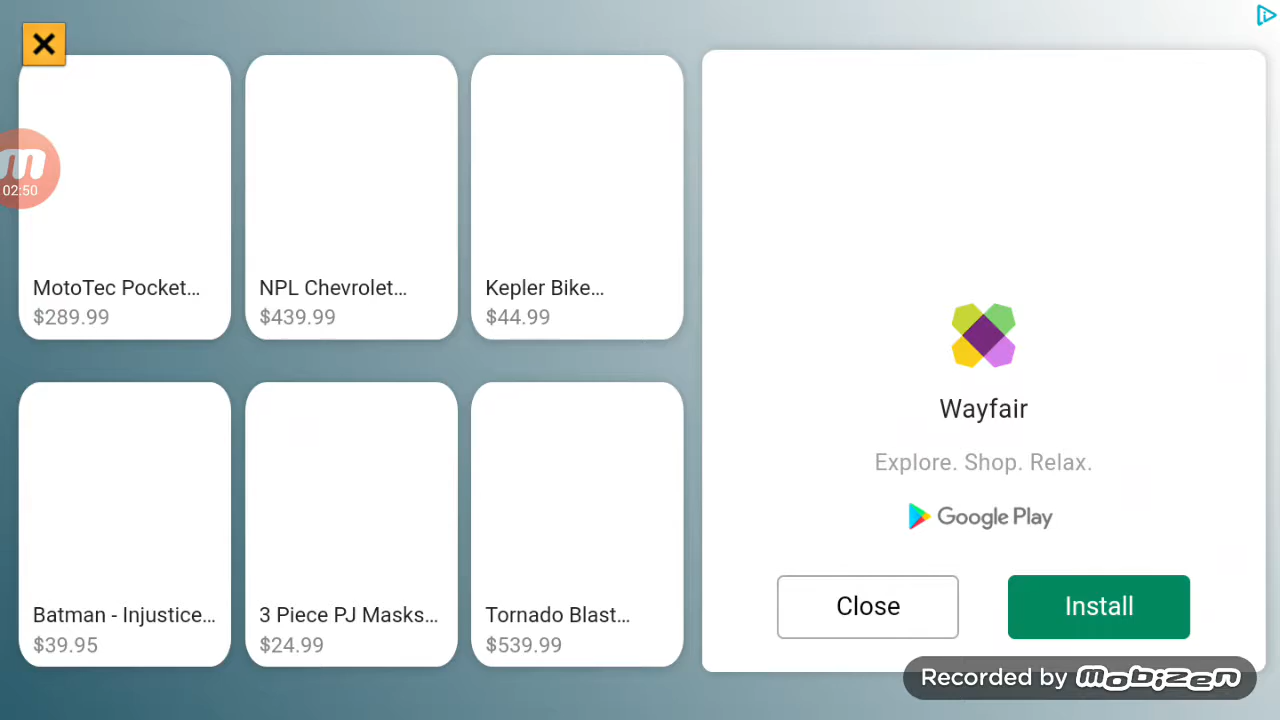 02:50
MotoTec Pocket...
$289.99
NPL Chevrolet...
$439.99
Kepler Bike...
$44.99
Batman - Injustice...
$39.95
3 Piece PJ Masks...
$24.99
Tornado Blast...
$539.99
Wayfair
Explore. Shop. Relax.
Google Play
Close
Install
Recorded by mobizen